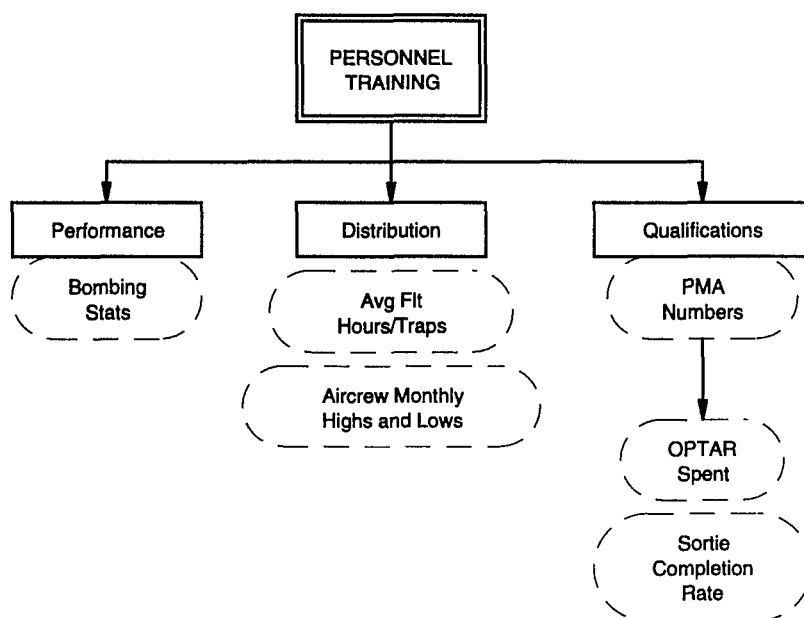 PERSONNEL
TRAINING
Performance
Distribution
Qualifications
Bombing
Stats
Avg Flt
Hours/Traps
PMA
Numbers
Aircrew Monthly
Highs and Lows
OPTAR
Spent
Sortie
Completion
Rate